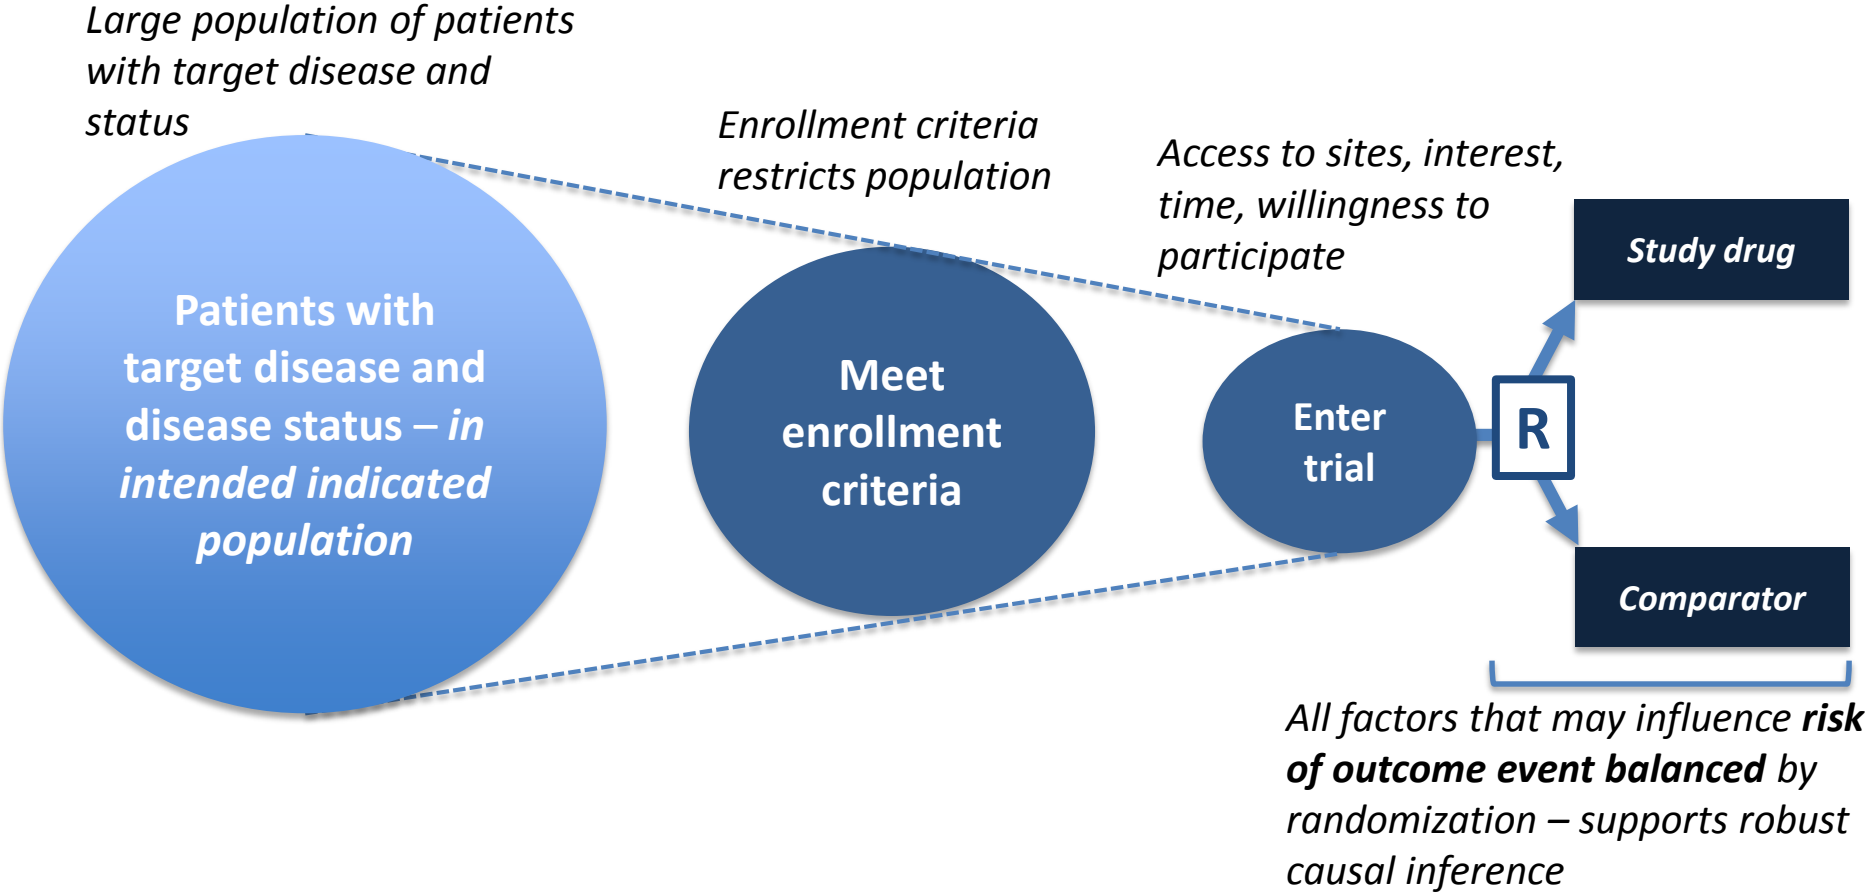 Large population of patients
with target disease and
status
Enrollment criteria
restricts population
Access to sites, interest,
time, willingness to
participate
Patients with
target disease and
disease status – in
intended indicated
population
Meet
enrollment
criteria
Enter
trial
R
Study drug
Comparator
All factors that may influence risk
of outcome event balanced by
randomization – supports robust
causal inference